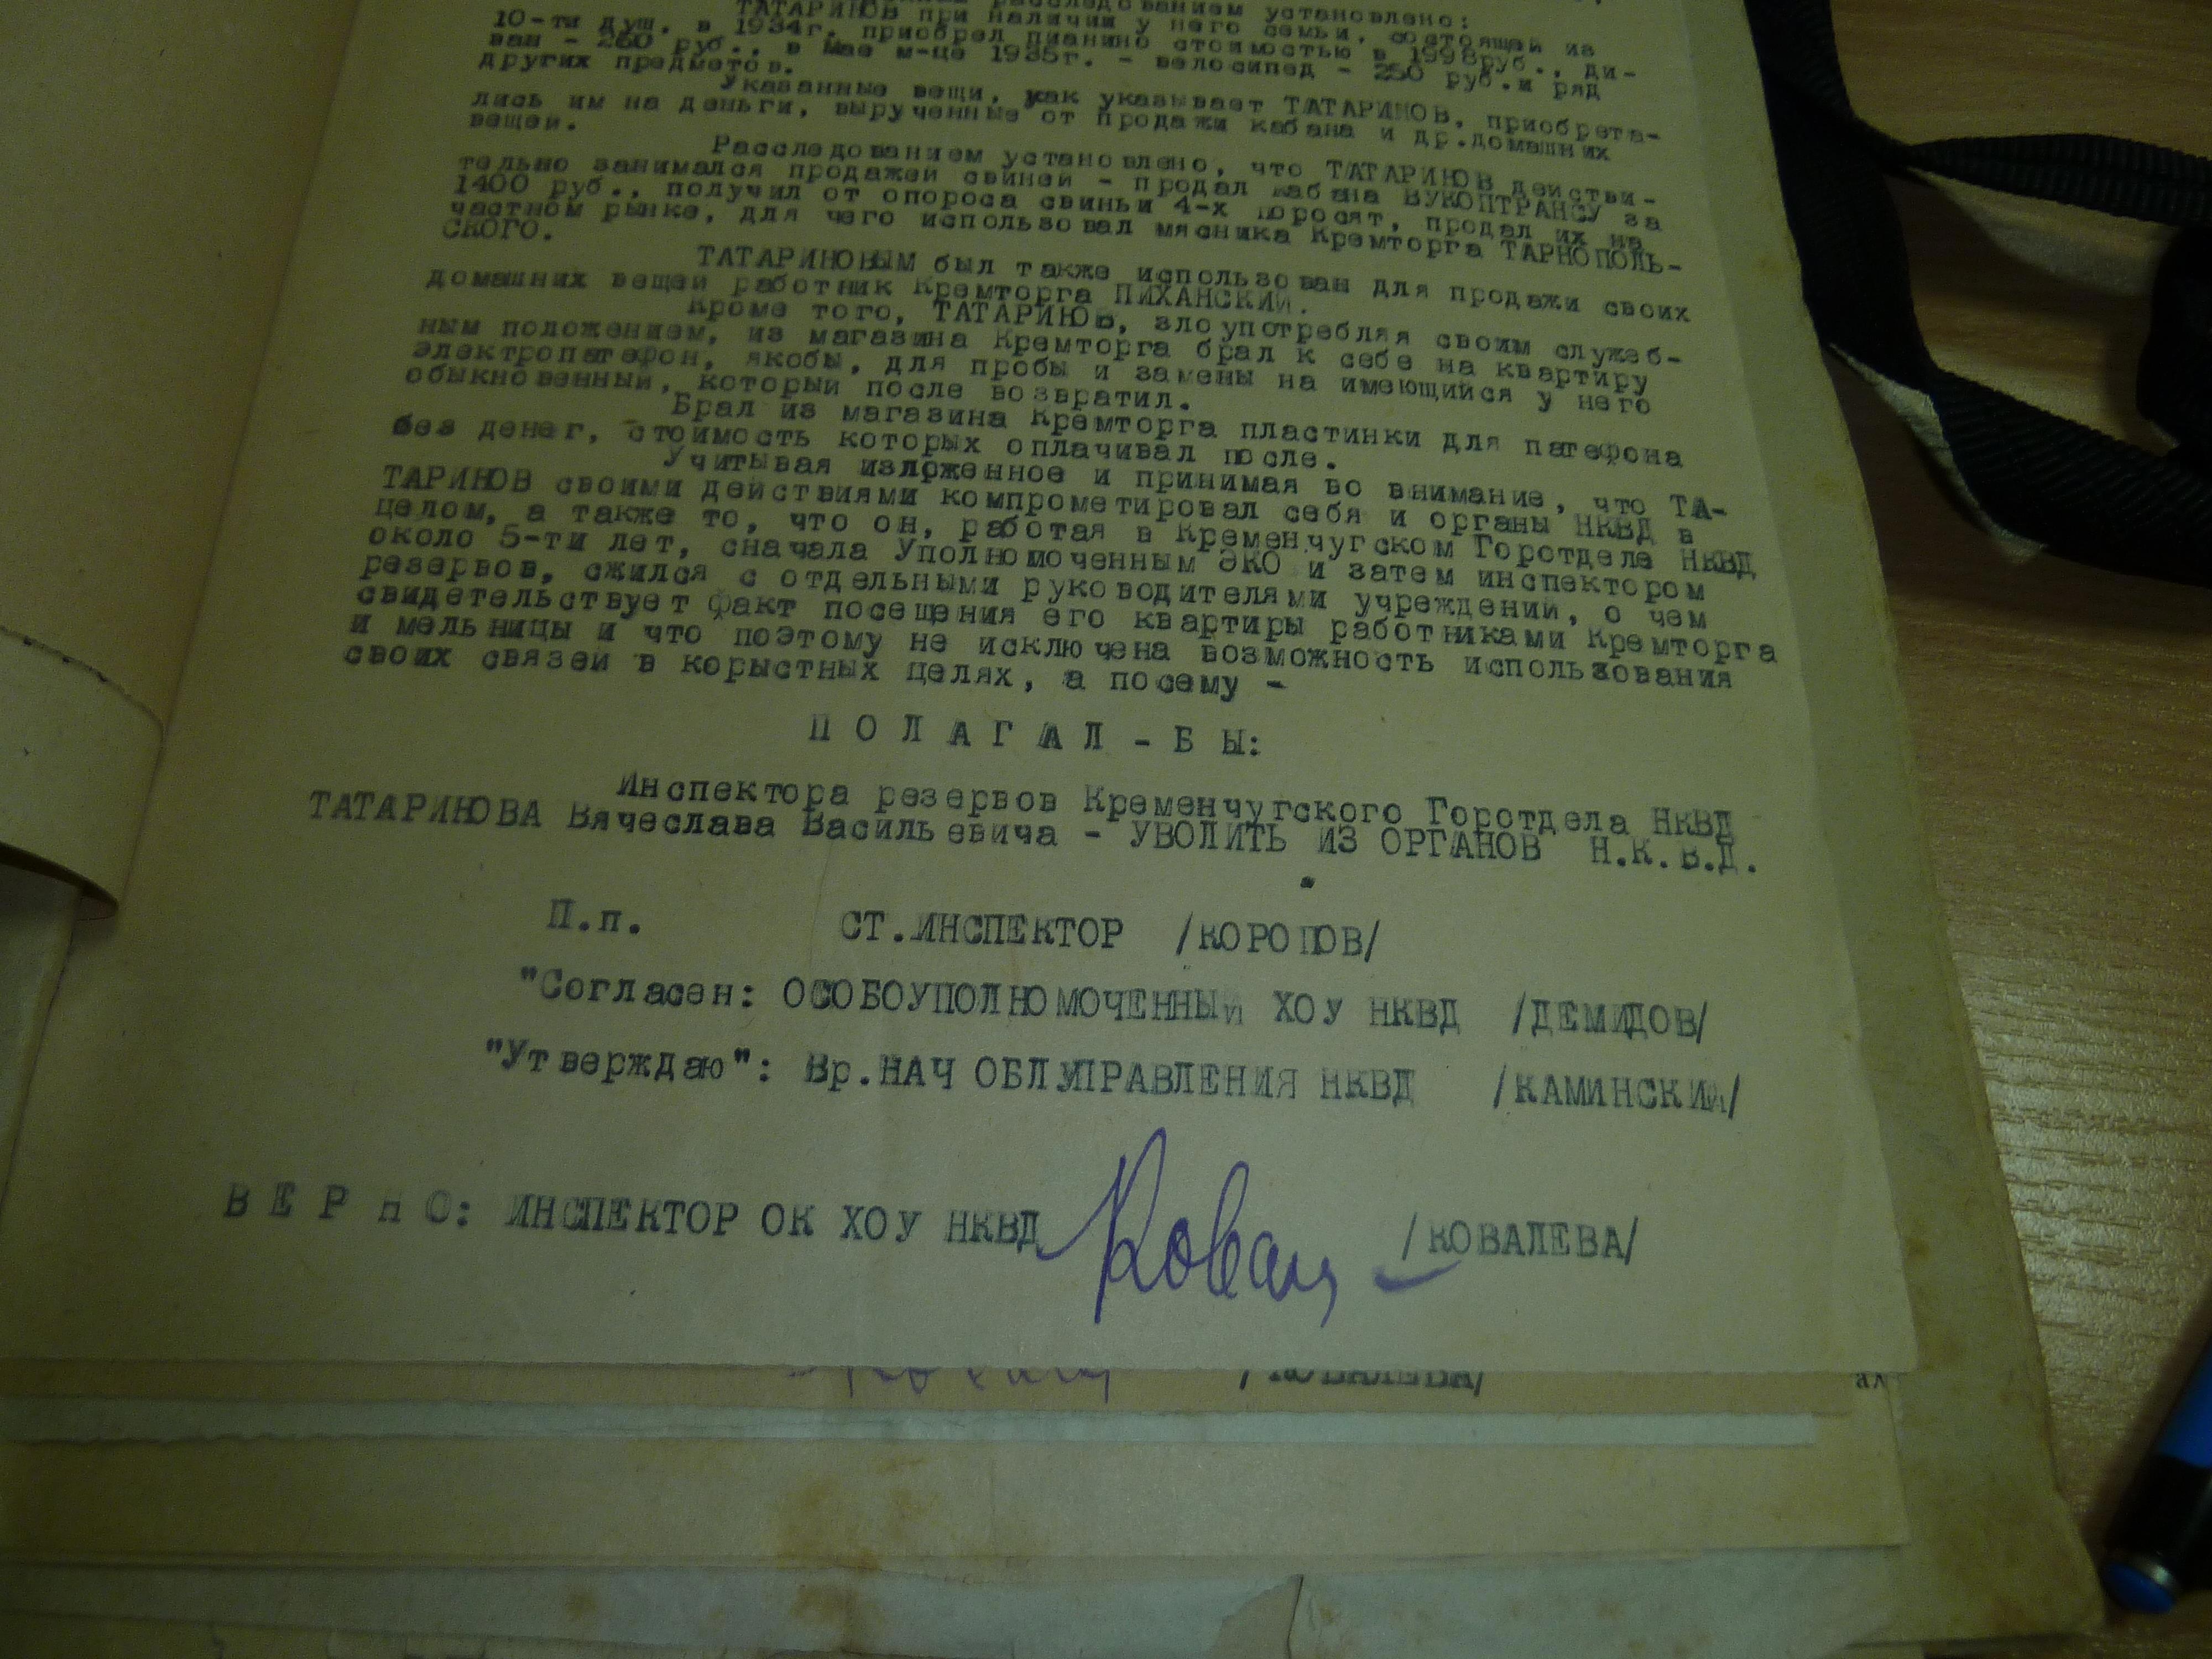 расследованием установлено:
ТАТАРИНОВ при наличии у него семьи, состоящей из
10-ти душ, в 1934г. приобрел пианино стоимостью в 1998руб., ди-
ван - 260 руб., в мае м-це 1935г. - велосипед - 250 руб.и ряд
других предметов.
Указанные вещи, как указывает ТАТАРИНОВ, приобрета-
лись им на деньги, вырученные от продажи кабана и др.домашних
вещей.
Расследованием установлено, что ТАТАРИНОВ действи-
тельно занимался продажей свиней - продал кабана ВУКОПТРАНСУ за
1400 руб., получил от опороса свиньи 4-х поросят, продал их на
частном рынке, для чего использовал мясника Кремторга ТАРНОПОЛЬ-
СКОГО.
ТАТАРИНОВЫМ был также использован для продажи своих
домашних вещей работник Кремторга ПИХАНСКИЙ.
Кроме того, ТАТАРИНОВ, злоупотребляя своим служеб-
ным положением, из магазина Кремторга брал к себе на квартиру
электропатефон, якобы, для пробы и замены на имеющийся у него
обыкновенный, который после возвратил.
Брал из магазина Кремторга пластинки для патефона
без денег, стоимость которых оплачивал после.
Учитывая изложенное и принимая во внимание, что ТА-
ТАРИНОВ своими действиями компрометировал себя и органы НКВД в
целом, а также то, что он, работая в Кременчугском Горотделе НКВД
около 5-ти лет, сначала Уполномоченным ЭКО и затем инспектором
резервов, сжился с отдельными руководителями учреждений, о чем
свидетельствует факт посещения его квартиры работниками Кремторга
и мельницы и что поэтому не исключена возможность использования
своих связей в корыстных целях, а посему -
П О Л А Г А Л - Б Ы:
Инспектора резервов Кременчугского Горотдела НКВД
ТАТАРИНОВА Вячеслава Васильевича - УВОЛИТЬ ИЗ ОРГАНОВ Н.К.В.Д.
П.п. СТ.ИНСПЕКТОР /КОРОПОВ/
"Согласен: ОСОБОУПОЛНОМОЧЕННЫЙ ХОУ НКВД /ДЕМИДОВ/
"Утверждаю": Вр.НАЧ ОБЛУПРАВЛЕНИЯ НКВД /КАМИНСКИЙ/
В Е Р Н О: ИНСПЕКТОР ОК ХОУ НКВД Ковал /КОВАЛЕВА/
/КОВАЛЕВА/